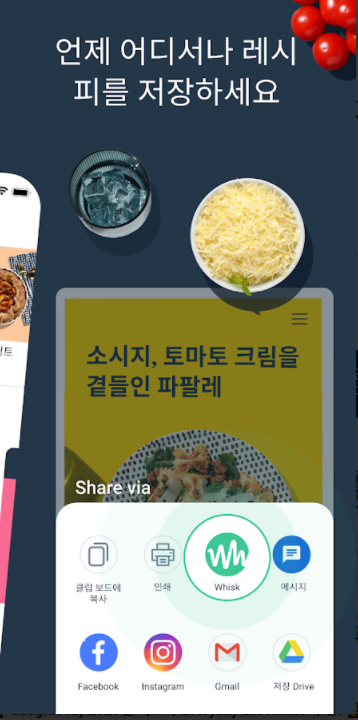 언제 어디서나 레시
피를 저장하세요
소시지, 토마토 크림을
곁들인 파팔레
Share via
클립 보드에
복사
인쇄
Whisk
메시지
Facebook
Instagram
Gmail
저장 Drive